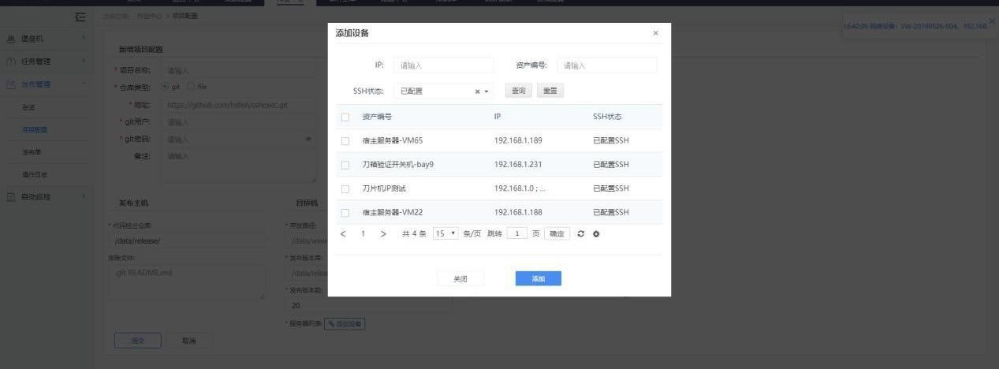 当前位置: 作业中心 > 项目配置
16:42:06 网络设备：SW-20190526-004，192.168.
堡垒机
任务管理
发布管理
总览
项目配置
发布单
操作日志
自动巡检
新增项目配置
* 项目名称: 请输入
* 仓库类型: git file
* 地址: https://github.com/hsfish/sshexec.git
* git用户: 请输入
* git密码: 请输入
备注: 请输入
发布主机
* 代码检出仓库:
/data/release/
排除文件:
.git README.md
目标机
* 存放路径:
/data/www
* 发布版本库:
/data/relea
* 发布版本数:
20
* 服务器列表: 添加设备
提交 取消
添加设备 ×
IP: 请输入 资产编号: 请输入
SSH状态: 已配置 查询 重置
资产编号 IP SSH状态
宿主服务器-VM65 192.168.1.189 已配置SSH
刀箱验证开关机-bay9 192.168.1.231 已配置SSH
刀片机IP测试 192.168.1.0 ; ... 已配置SSH
宿主服务器-VM22 192.168.1.188 已配置SSH
< 1 > 共 4 条 15 条/页 跳转 1 页 确定
关闭 添加